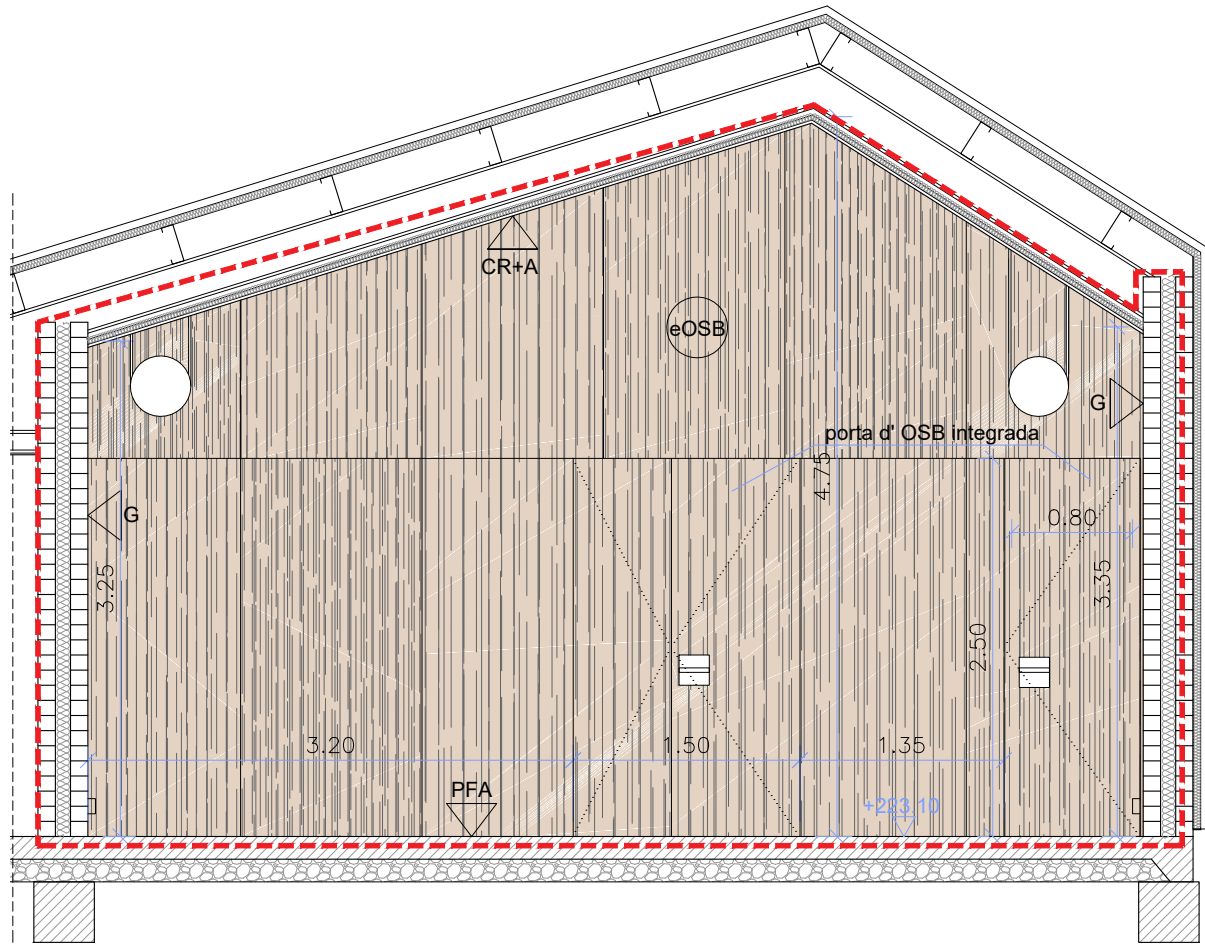 CR+A
eOSB
G
porta d' OSB integrada
4.75
G
0.80
3.25
3.35
2.50
3.20
1.50
1.35
PFA
+223.10